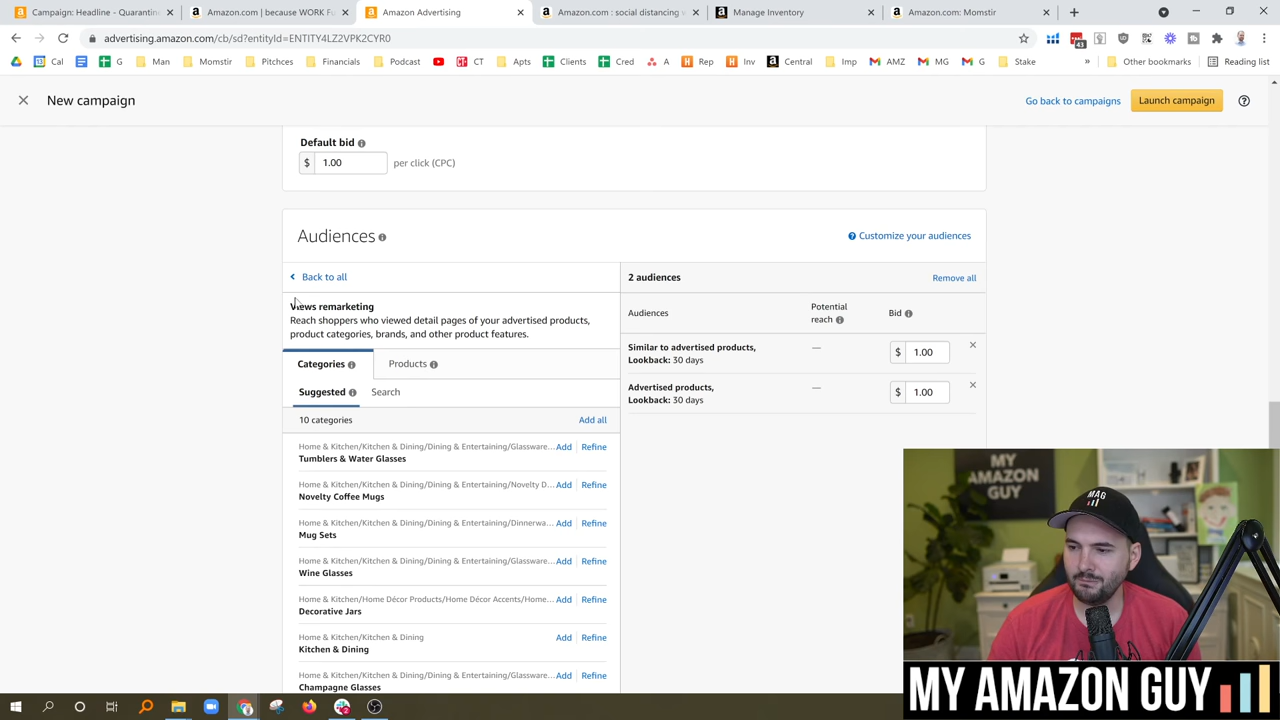 Campaign: Headline - Quarantin
Amazon.com | because WORK F
Amazon Advertising
Amazon.com : social distancing
Manage Inventory
Amazon.com: Momstir
advertising.amazon.com/cb/sd?entityId=ENTITY4LZ2VPK2CYR0
43
Cal
G
Man
Momstir
Pitchces
Financials
Podcast
CT
Apts
Clients
Cred
A
Rep
Inv
Central
Imp
AMZ
MG
G
Stake
»
Other bookmarks
Reading list
New campaign
Go back to campaigns
Launch campaign
Default bid
$ 1.00 per click (CPC)
Audiences
Customize your audiences
Back to all
2 audiences
Remove all
Views remarketing
Reach shoppers who viewed detail pages of your advertised products,
product categories, brands, and other product features.
Audiences
Potential
reach
Bid
Categories
Products
Similar to advertised products,
Lookback: 30 days
—
$ 1.00
Suggested
Search
Advertised products,
Lookback: 30 days
—
$ 1.00
10 categories
Add all
Home & Kitchen/Kitchen & Dining/Dining & Entertaining/Glassware... Add Refine
Tumblers & Water Glasses
Home & Kitchen/Kitchen & Dining/Dining & Entertaining/Novelty D... Add Refine
Novelty Coffee Mugs
Home & Kitchen/Kitchen & Dining/Dining & Entertaining/Dinnerwa... Add Refine
Mug Sets
Home & Kitchen/Kitchen & Dining/Dining & Entertaining/Glassware... Add Refine
Wine Glasses
Home & Kitchen/Home Décor Products/Home Décor Accents/Home... Add Refine
Decorative Jars
Home & Kitchen/Kitchen & Dining Add Refine
Kitchen & Dining
Home & Kitchen/Kitchen & Dining/Dining & Entertaining/Glassware... Add Refine
Champagne Glasses
MY
AMAZON
GUY
MAG
MY AMAZON GUY